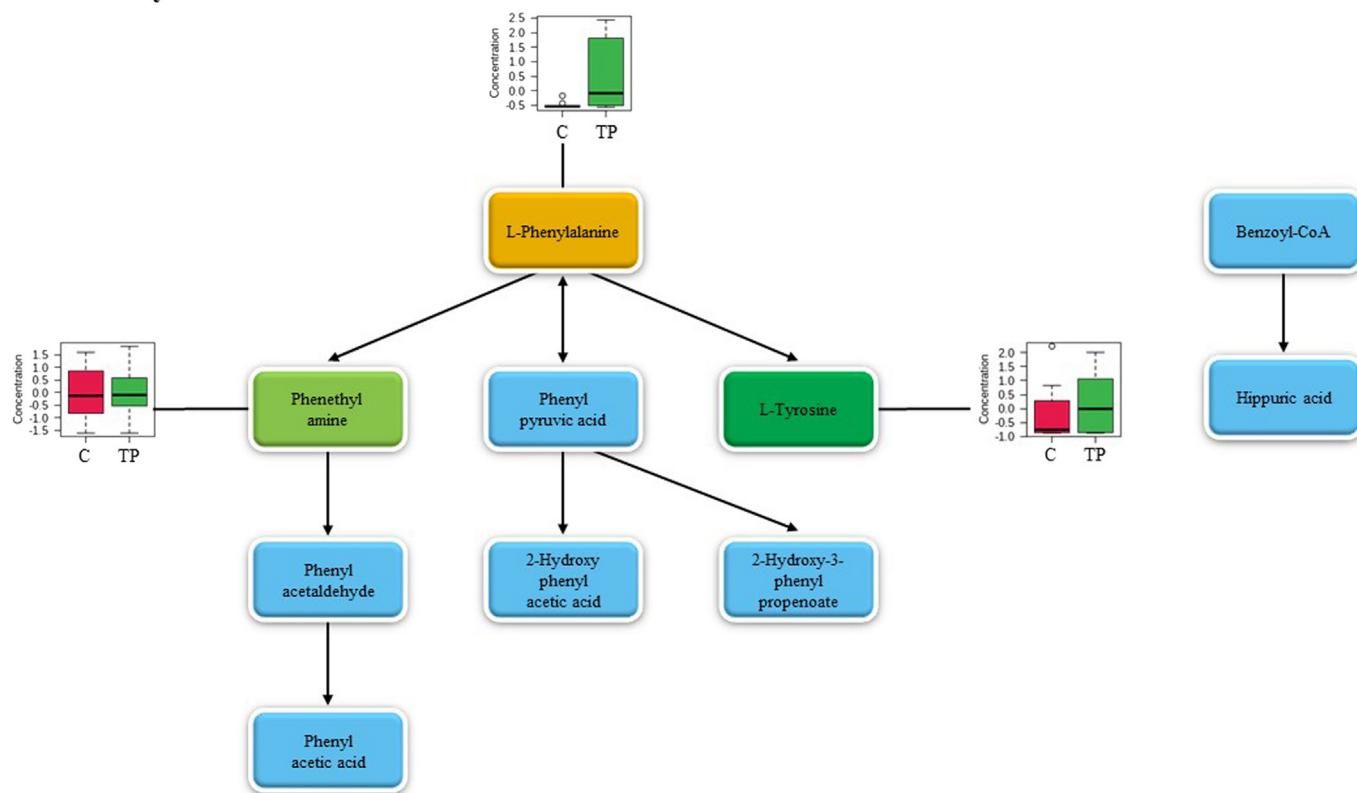 Concentration
2.5
2.0
1.5
1.0
0.5
0.0
-0.5
C TP
L-Phenylalanine
Benzoyl-CoA
Concentration
1.5
1.0
0.5
0.0
-0.5
-1.0
-1.5
C TP
Phenethyl
amine
Phenyl
pyruvic acid
L-Tyrosine
Concentration
2.0
1.5
1.0
0.5
0.0
-0.5
-1.0
C TP
Hippuric acid
Phenyl
acetaldehyde
2-Hydroxy
phenyl
acetic acid
2-Hydroxy-3-
phenyl
propenoate
Phenyl
acetic acid